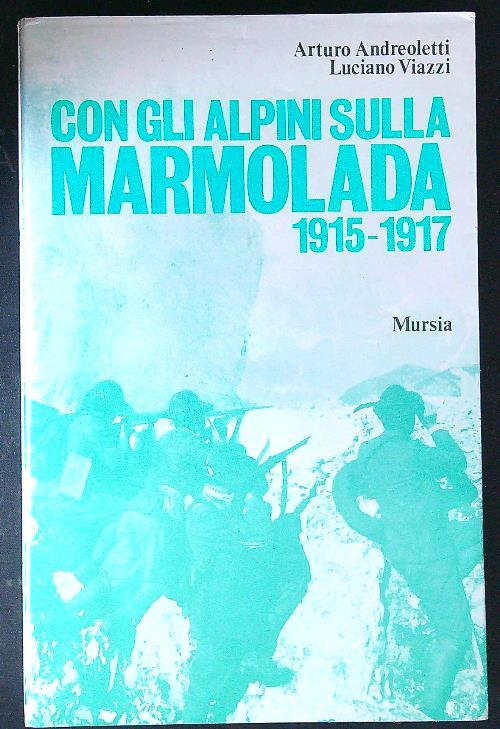 Arturo Andreoletti
Luciano Viazzi
CON GLI ALPINI SULLA
MARMOLADA
1915-1917
Mursia